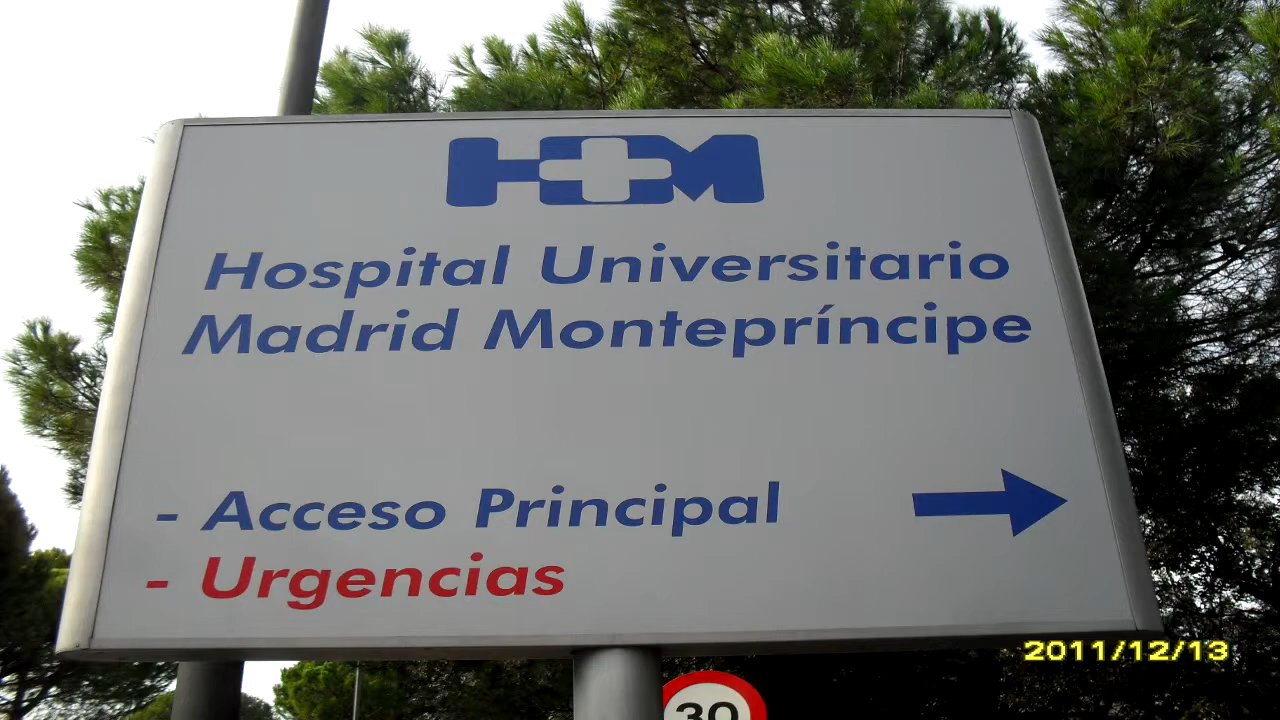 HM
Hospital Universitario
Madrid Montepríncipe
- Acceso Principal
- Urgencias
2011/12/13
30